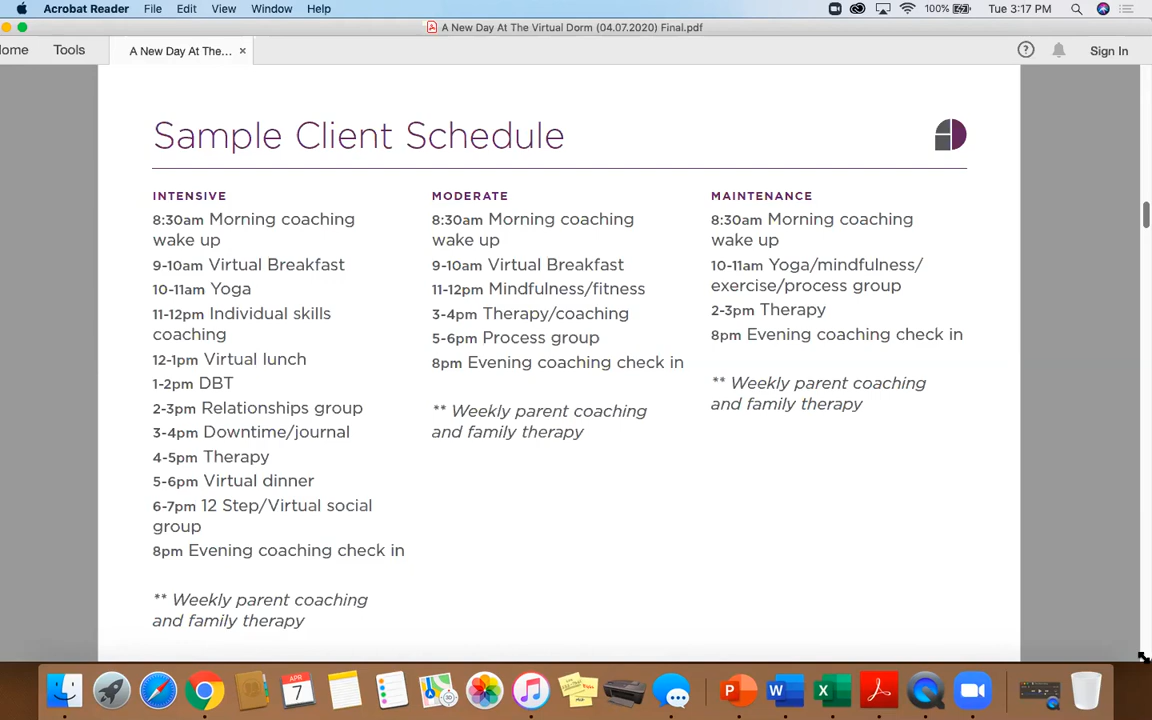 Acrobat Reader File Edit View Window Help 100% Tue 3:17 PM
A New Day At The Virtual Dorm (04.07.2020) Final.pdf
ome Tools A New Day At The... × Sign In
Sample Client Schedule
INTENSIVE
8:30am Morning coaching
wake up
9-10am Virtual Breakfast
10-11am Yoga
11-12pm Individual skills
coaching
12-1pm Virtual lunch
1-2pm DBT
2-3pm Relationships group
3-4pm Downtime/journal
4-5pm Therapy
5-6pm Virtual dinner
6-7pm 12 Step/Virtual social
group
8pm Evening coaching check in
** Weekly parent coaching
and family therapy
MODERATE
8:30am Morning coaching
wake up
9-10am Virtual Breakfast
11-12pm Mindfulness/fitness
3-4pm Therapy/coaching
5-6pm Process group
8pm Evening coaching check in
** Weekly parent coaching
and family therapy
MAINTENANCE
8:30am Morning coaching
wake up
10-11am Yoga/mindfulness/
exercise/process group
2-3pm Therapy
8pm Evening coaching check in
** Weekly parent coaching
and family therapy
APR
7